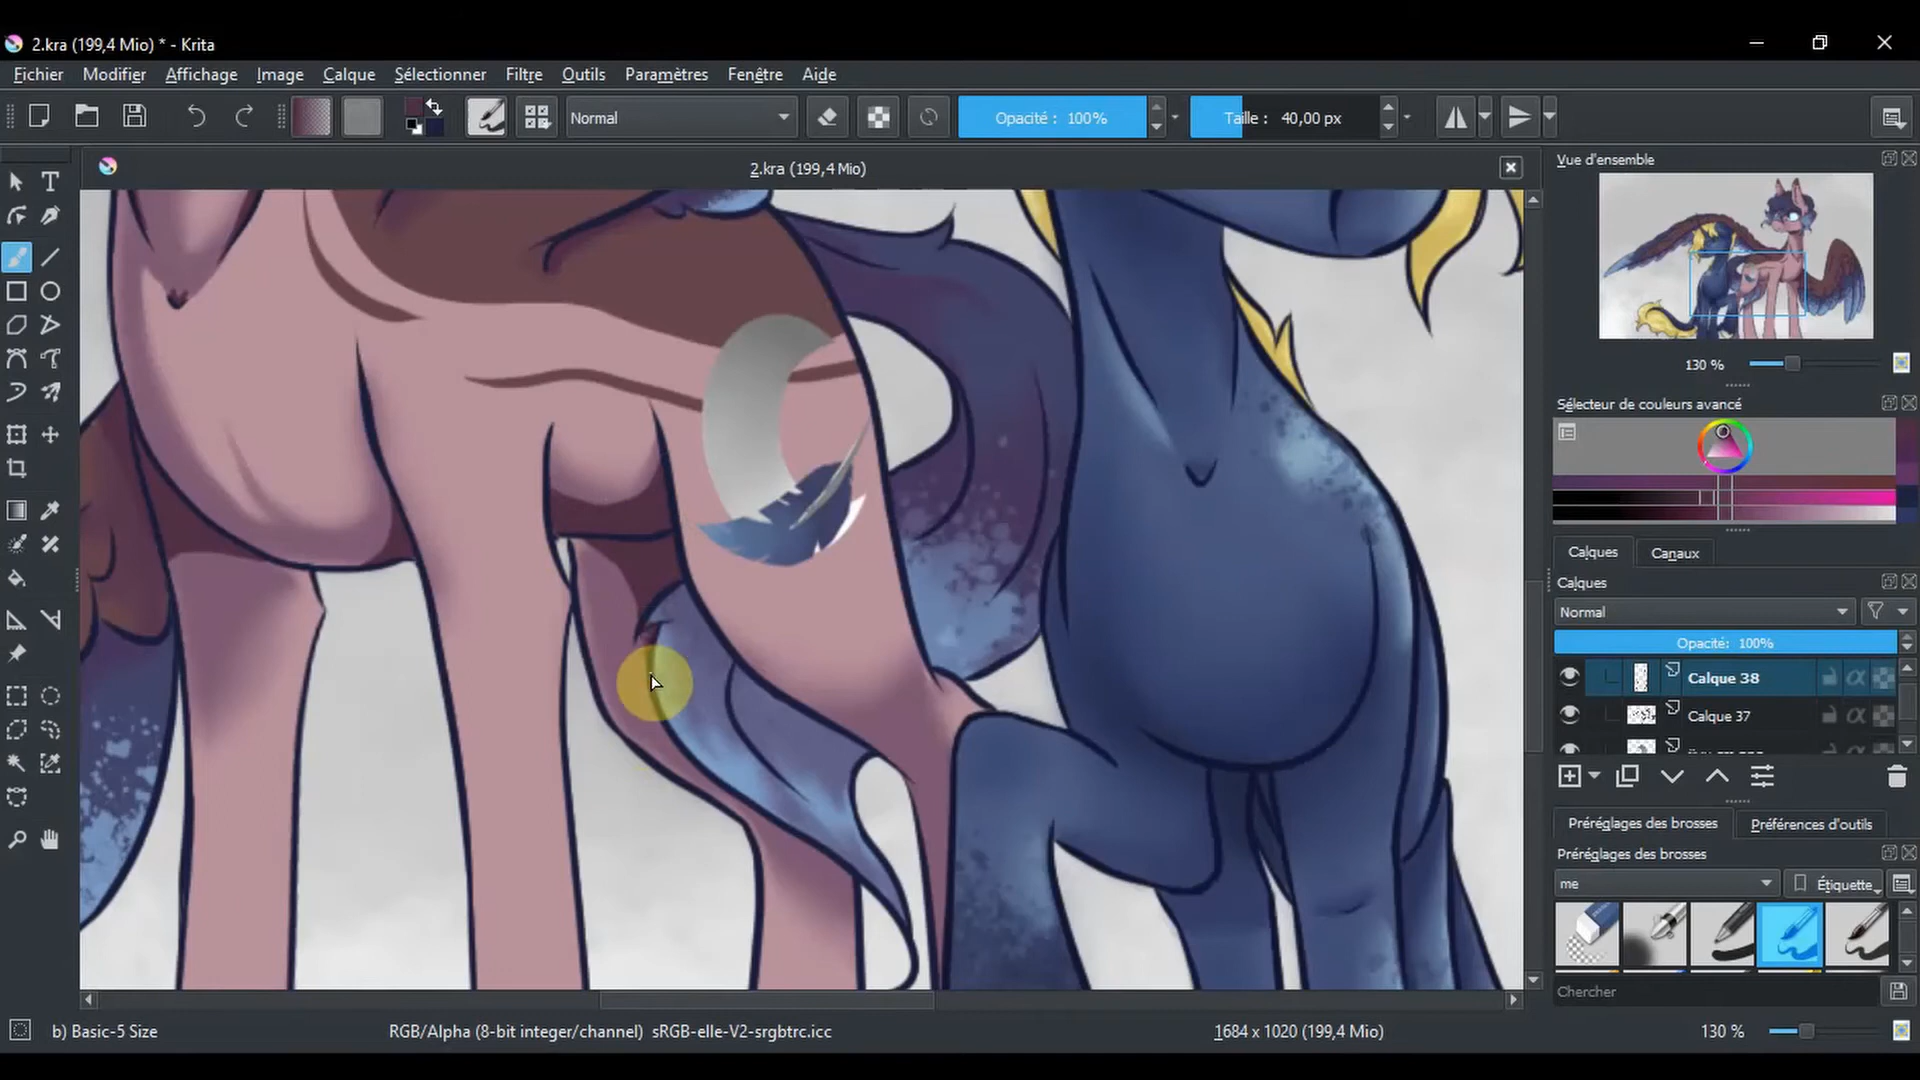 2.kra (199,4 Mio) * - Krita
Fichier Modifier Affichage Image Calque Sélectionner Filtre Outils Paramètres Fenêtre Aide
Normal
Opacité : 100%
Taille : 40,00 px
2.kra (199,4 Mio)
Vue d'ensemble
130 %
Sélecteur de couleurs avancé
Calques Canaux
Calques
Normal
Opacité: 100%
Calque 38
Calque 37
Préréglages des brosses Préférences d'outils
Préréglages des brosses
me
Étiquette
Chercher
b) Basic-5 Size
RGB/Alpha (8-bit integer/channel) sRGB-elle-V2-srgbtrc.icc
1684 x 1020 (199,4 Mio)
130 %